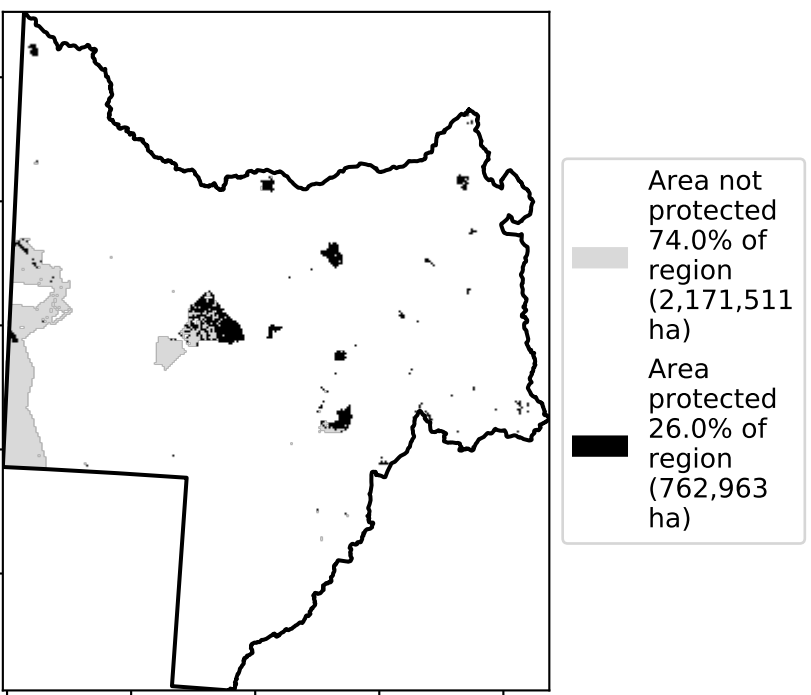 Area not
protected
74.0% of
region
(2,171,511
ha)
Area
protected
26.0% of
region
(762,963
ha)